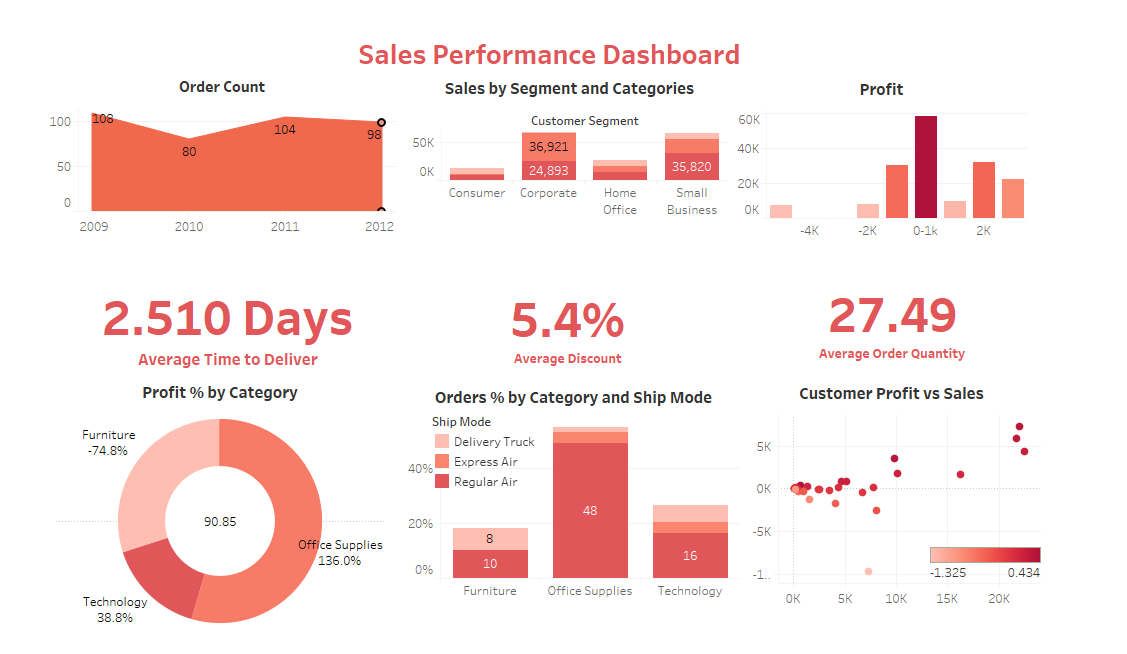 Sales Performance Dashboard
Order Count
100
50
0
108
80
104
98
2009
2010
2011
2012
Sales by Segment and Categories
Customer Segment
50K
0K
36,921
24,893
35,820
Consumer
Corporate
Home
Office
Small
Business
Profit
60K
40K
20K
0K
-4K
-2K
0-1k
2K
2.510 Days
Average Time to Deliver
5.4%
Average Discount
27.49
Average Order Quantity
Profit % by Category
Furniture
-74.8%
90.85
Office Supplies
136.0%
Technology
38.8%
Orders % by Category and Ship Mode
Ship Mode
Delivery Truck
Express Air
Regular Air
40%
20%
0%
8
10
48
16
Furniture
Office Supplies
Technology
Customer Profit vs Sales
5K
0K
-5K
-1..
-1.325
0.434
0K
5K
10K
15K
20K